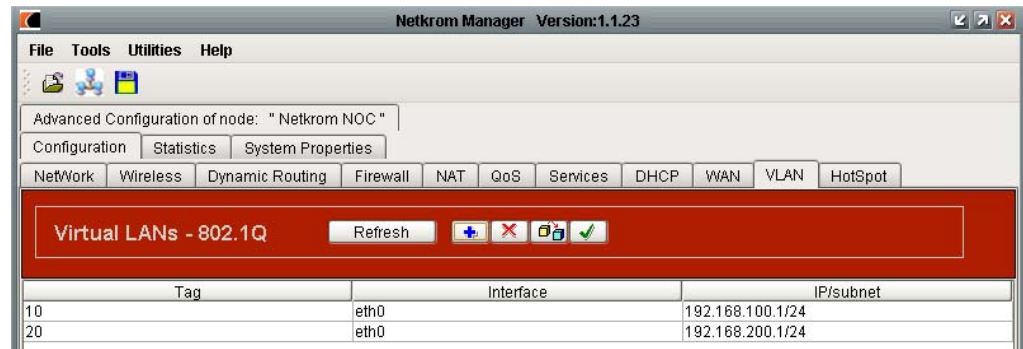 Netkrom Manager Version:1.1.23
File Tools Utilities Help
Advanced Configuration of node: " Netkrom NOC "
Configuration Statistics System Properties
NetWork Wireless Dynamic Routing Firewall NAT QoS Services DHCP WAN VLAN HotSpot
Virtual LANs - 802.1Q Refresh
Tag Interface IP/subnet
10 eth0 192.168.100.1/24
20 eth0 192.168.200.1/24